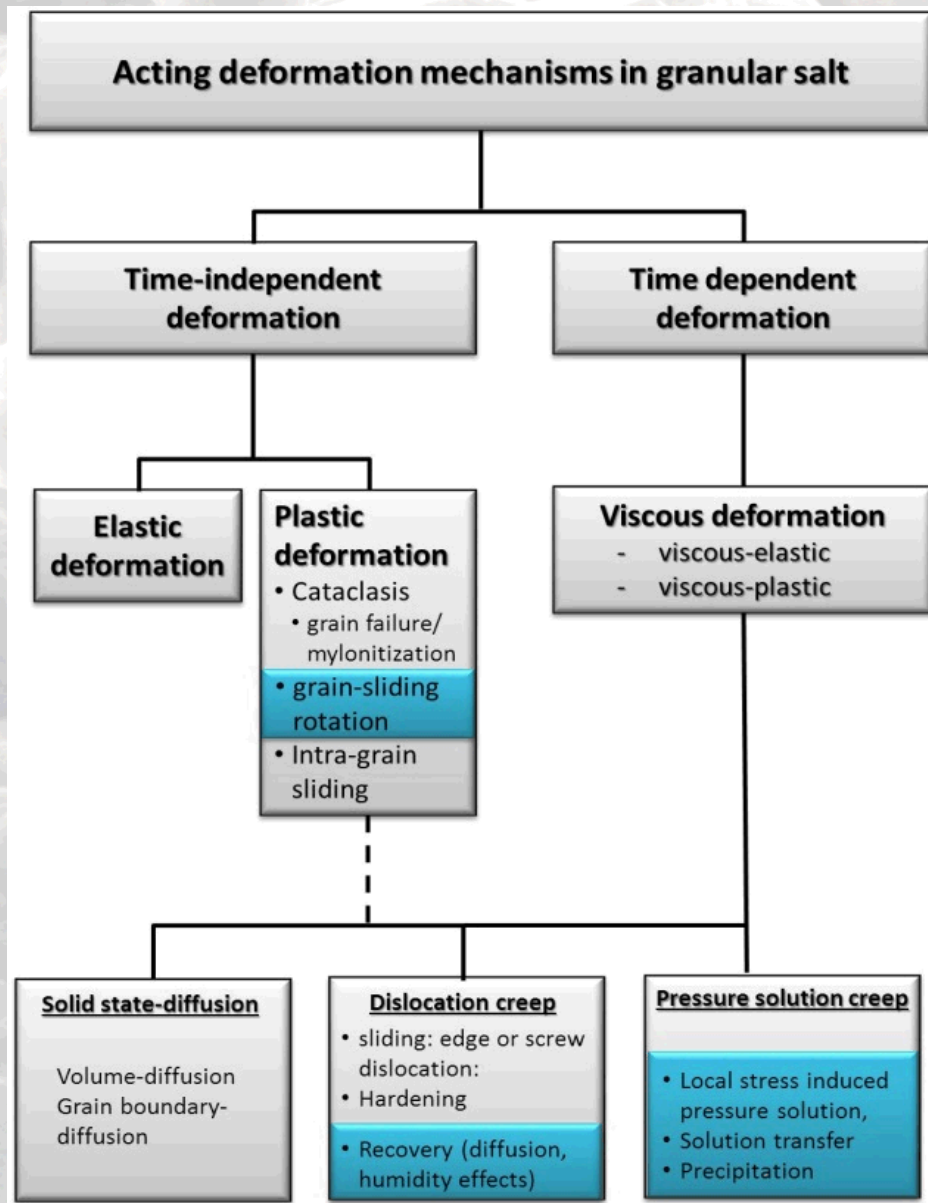 Acting deformation mechanisms in granular salt
Time-independent
deformation
Time dependent
deformation
Elastic
deformation
Plastic
deformation
• Cataclasis
• grain failure/
mylonitization
• grain-sliding
rotation
• Intra-grain
sliding
Viscous deformation
- viscous-elastic
- viscous-plastic
Solid state-diffusion
Volume-diffusion
Grain boundary-
diffusion
Dislocation creep
• sliding: edge or screw
dislocation:
• Hardening
• Recovery (diffusion,
humidity effects)
Pressure solution creep
• Local stress induced
pressure solution,
• Solution transfer
• Precipitation